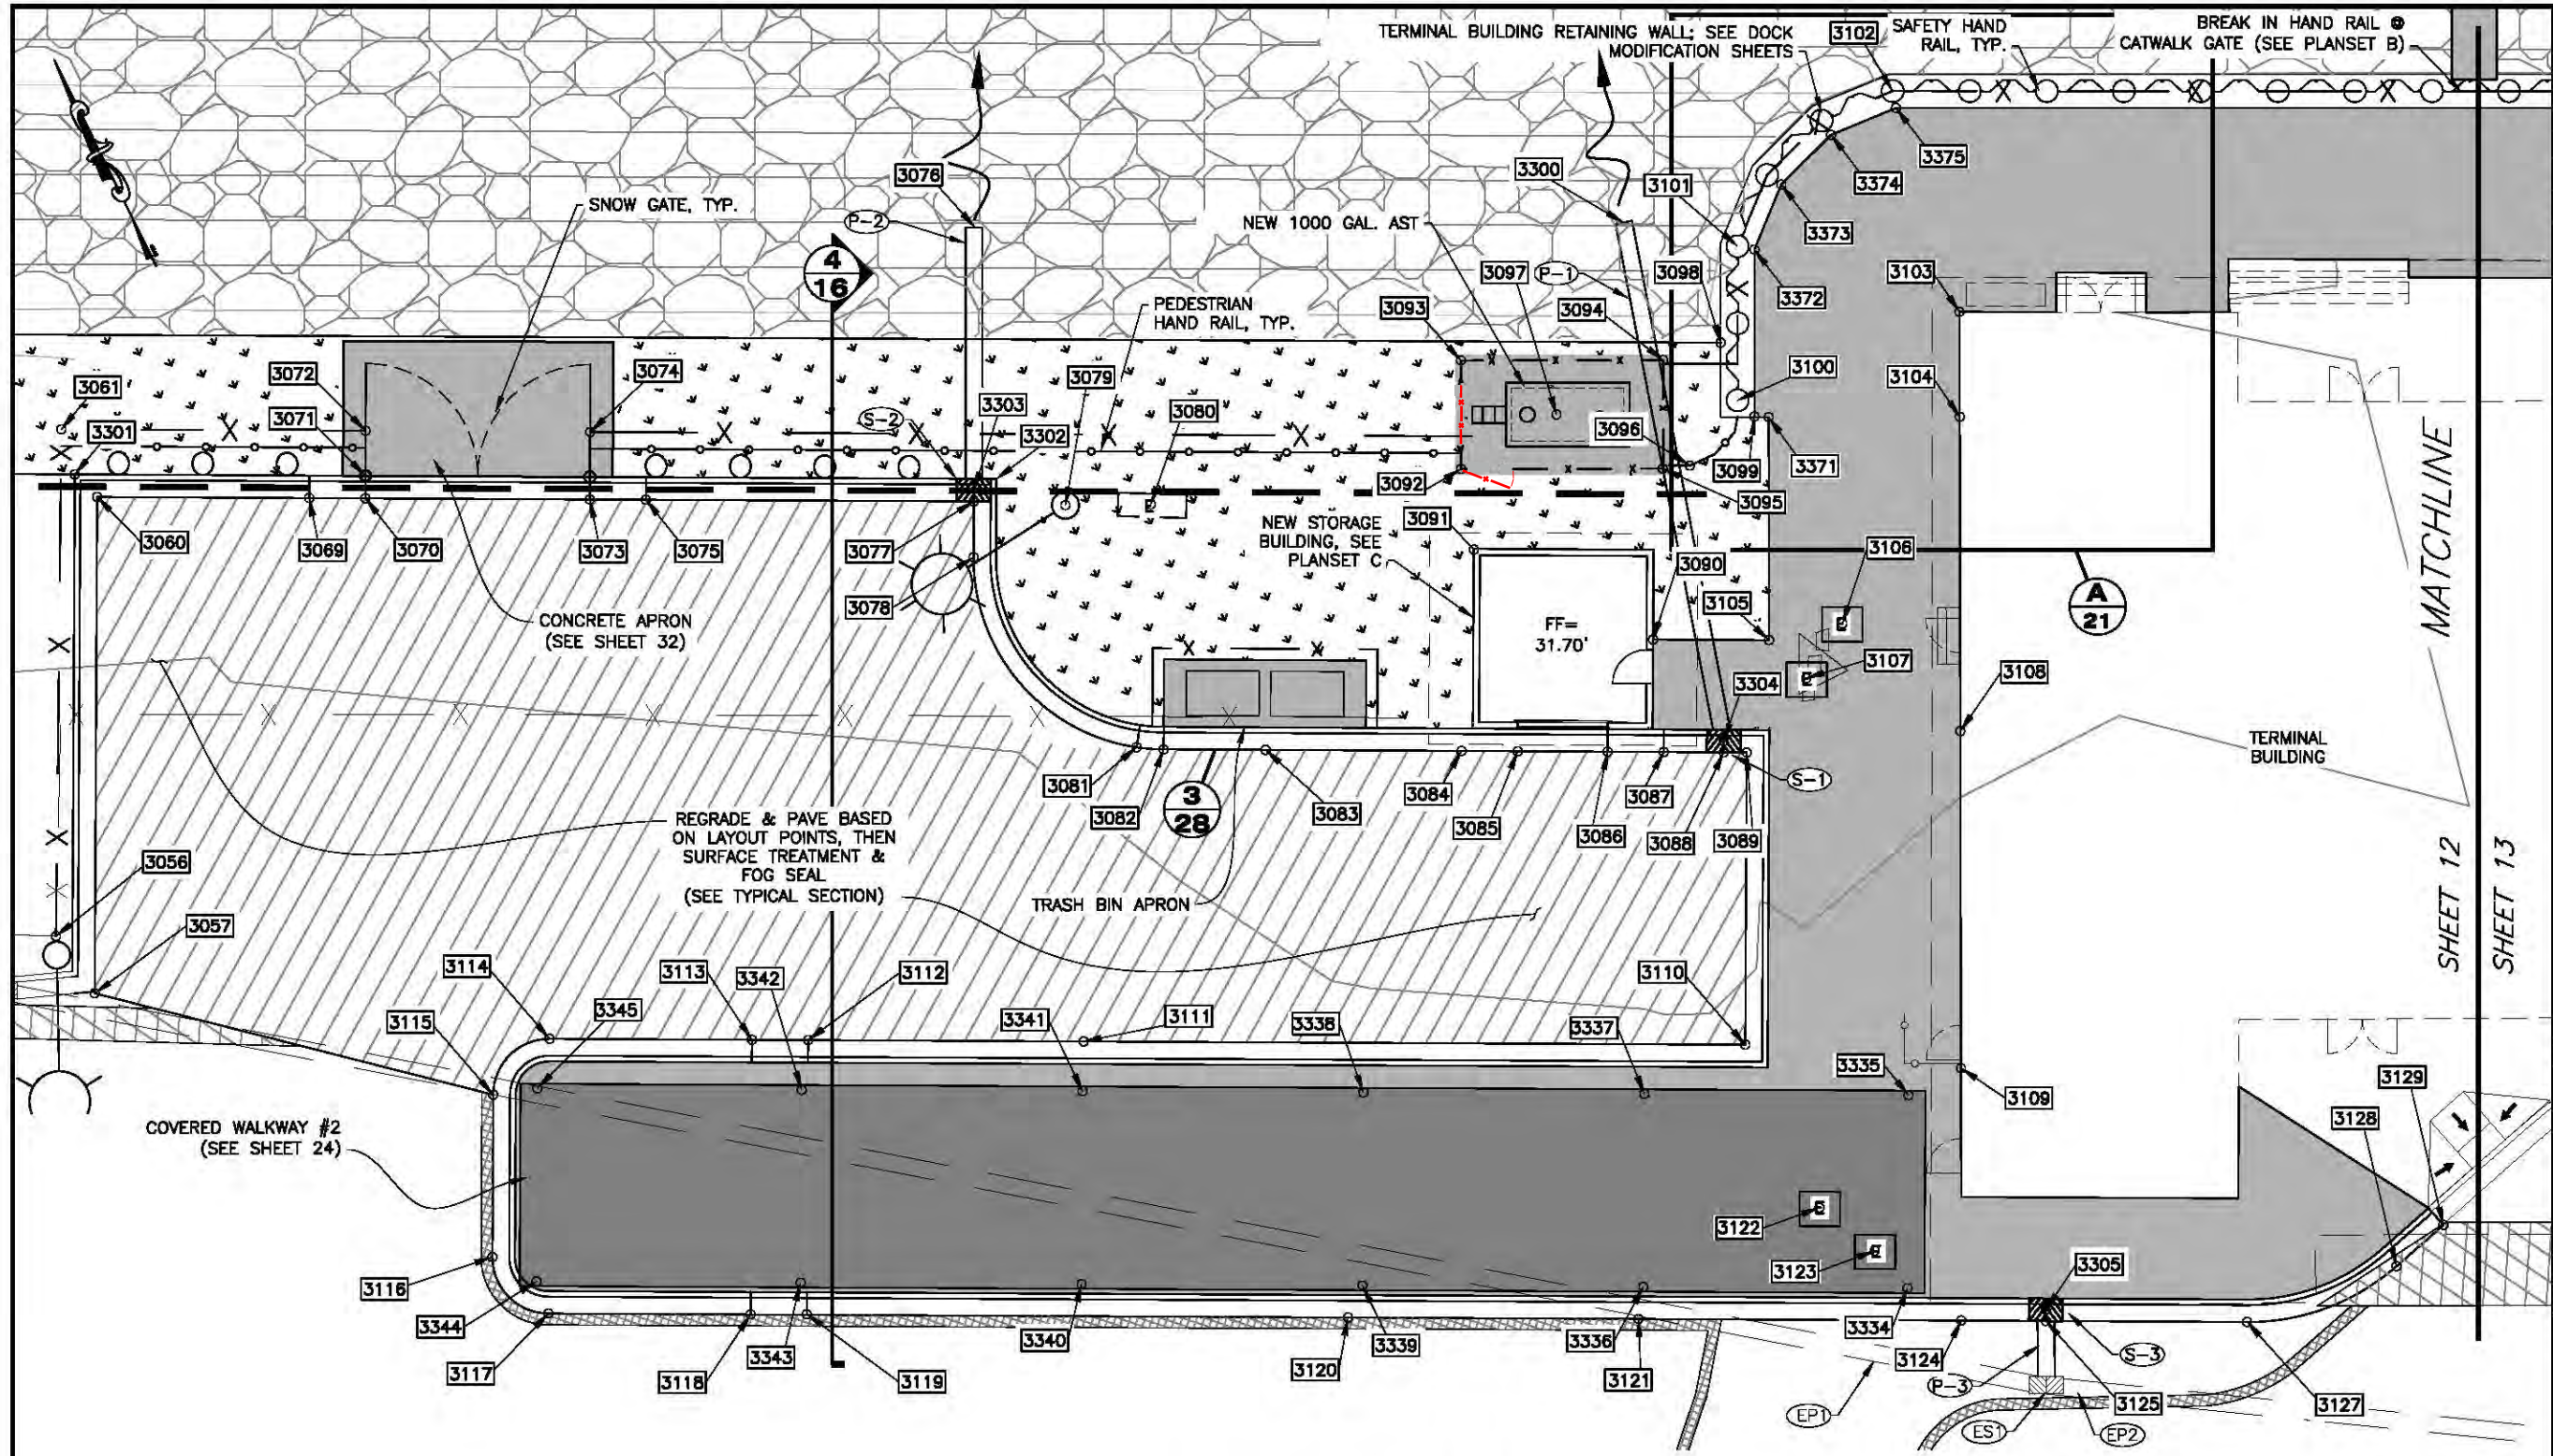 TERMINAL BUILDING RETAINING WALL; SEE DOCK
MODIFICATION SHEETS
3102
SAFETY HAND
RAIL, TYP.
BREAK IN HAND RAIL @
CATWALK GATE (SEE PLANSET B)
3375
3374
3076
3300
3101
SNOW GATE, TYP.
P-2
NEW 1000 GAL. AST
3373
4
16
3097
P-1
3098
3103
3372
PEDESTRIAN
HAND RAIL, TYP.
3093
3094
3061
3072
3074
3079
3100
3104
3071
3301
S-2
3303
3080
3302
3096
3099
3371
3092
3095
3060
3069
3070
3073
3075
3077
NEW STORAGE
BUILDING, SEE
PLANSET C
3091
3106
3090
3078
3105
A
21
MATCHLINE
CONCRETE APRON
(SEE SHEET 32)
FF=
31.70'
3107
3108
3304
TERMINAL
BUILDING
3081
3082
3
28
3083
3084
3085
3086
3087
3088
3089
S-1
REGRADE & PAVE BASED
ON LAYOUT POINTS, THEN
SURFACE TREATMENT &
FOG SEAL
(SEE TYPICAL SECTION)
3056
3057
TRASH BIN APRON
SHEET 12
SHEET 13
3114
3113
3342
3112
3110
3345
3115
3341
3111
3338
3337
3335
3129
3109
3128
COVERED WALKWAY #2
(SEE SHEET 24)
3122
3123
3305
3116
3344
3117
3118
3343
3119
3340
3120
3339
3336
3121
3334
3124
S-3
P-3
3125
3127
EP1
ES1
EP2